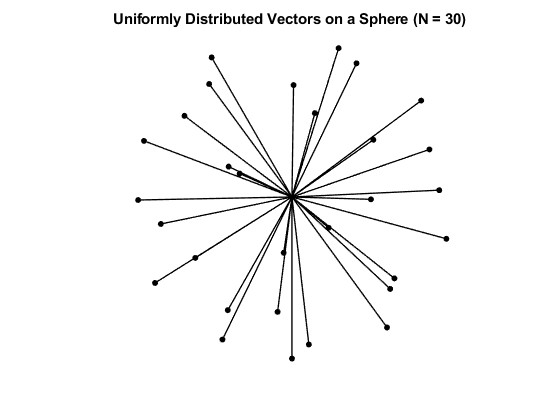 Uniformly Distributed Vectors on a Sphere (N = 30)